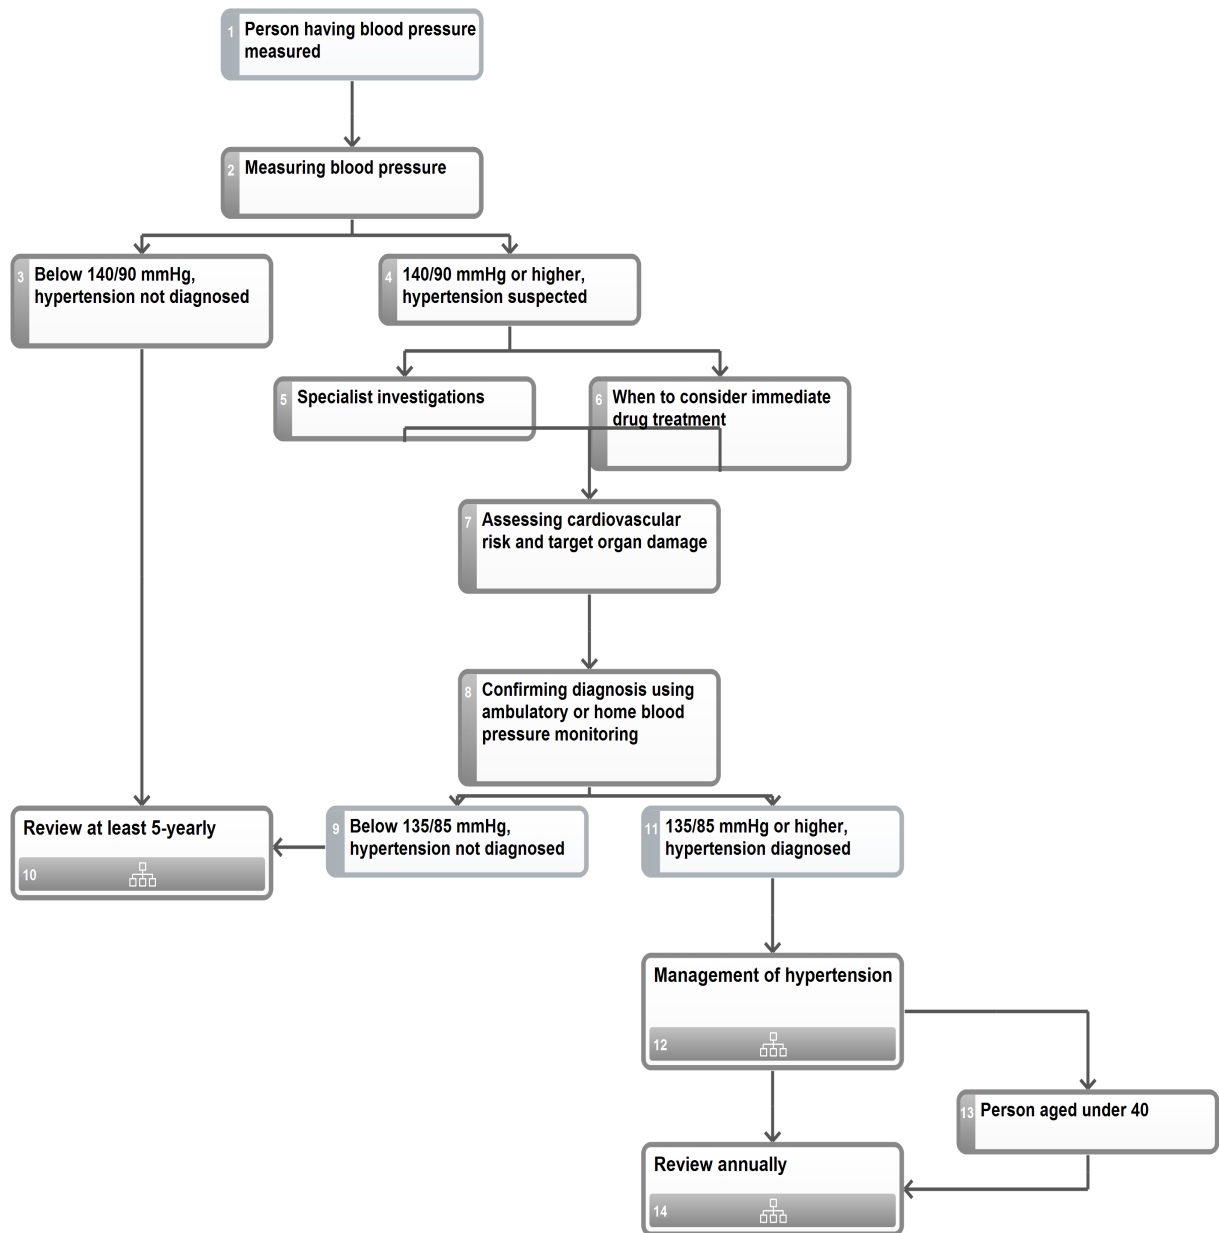 1
Person having blood pressure
measured
2
Measuring blood pressure
3
Below 140/90 mmHg,
hypertension not diagnosed
4
140/90 mmHg or higher,
hypertension suspected
5
Specialist investigations
6
When to consider immediate
drug treatment
7
Assessing cardiovascular
risk and target organ damage
8
Confirming diagnosis using
ambulatory or home blood
pressure monitoring
Review at least 5-yearly
10
9
Below 135/85 mmHg,
hypertension not diagnosed
11
135/85 mmHg or higher,
hypertension diagnosed
Management of hypertension
12
13
Person aged under 40
Review annually
14